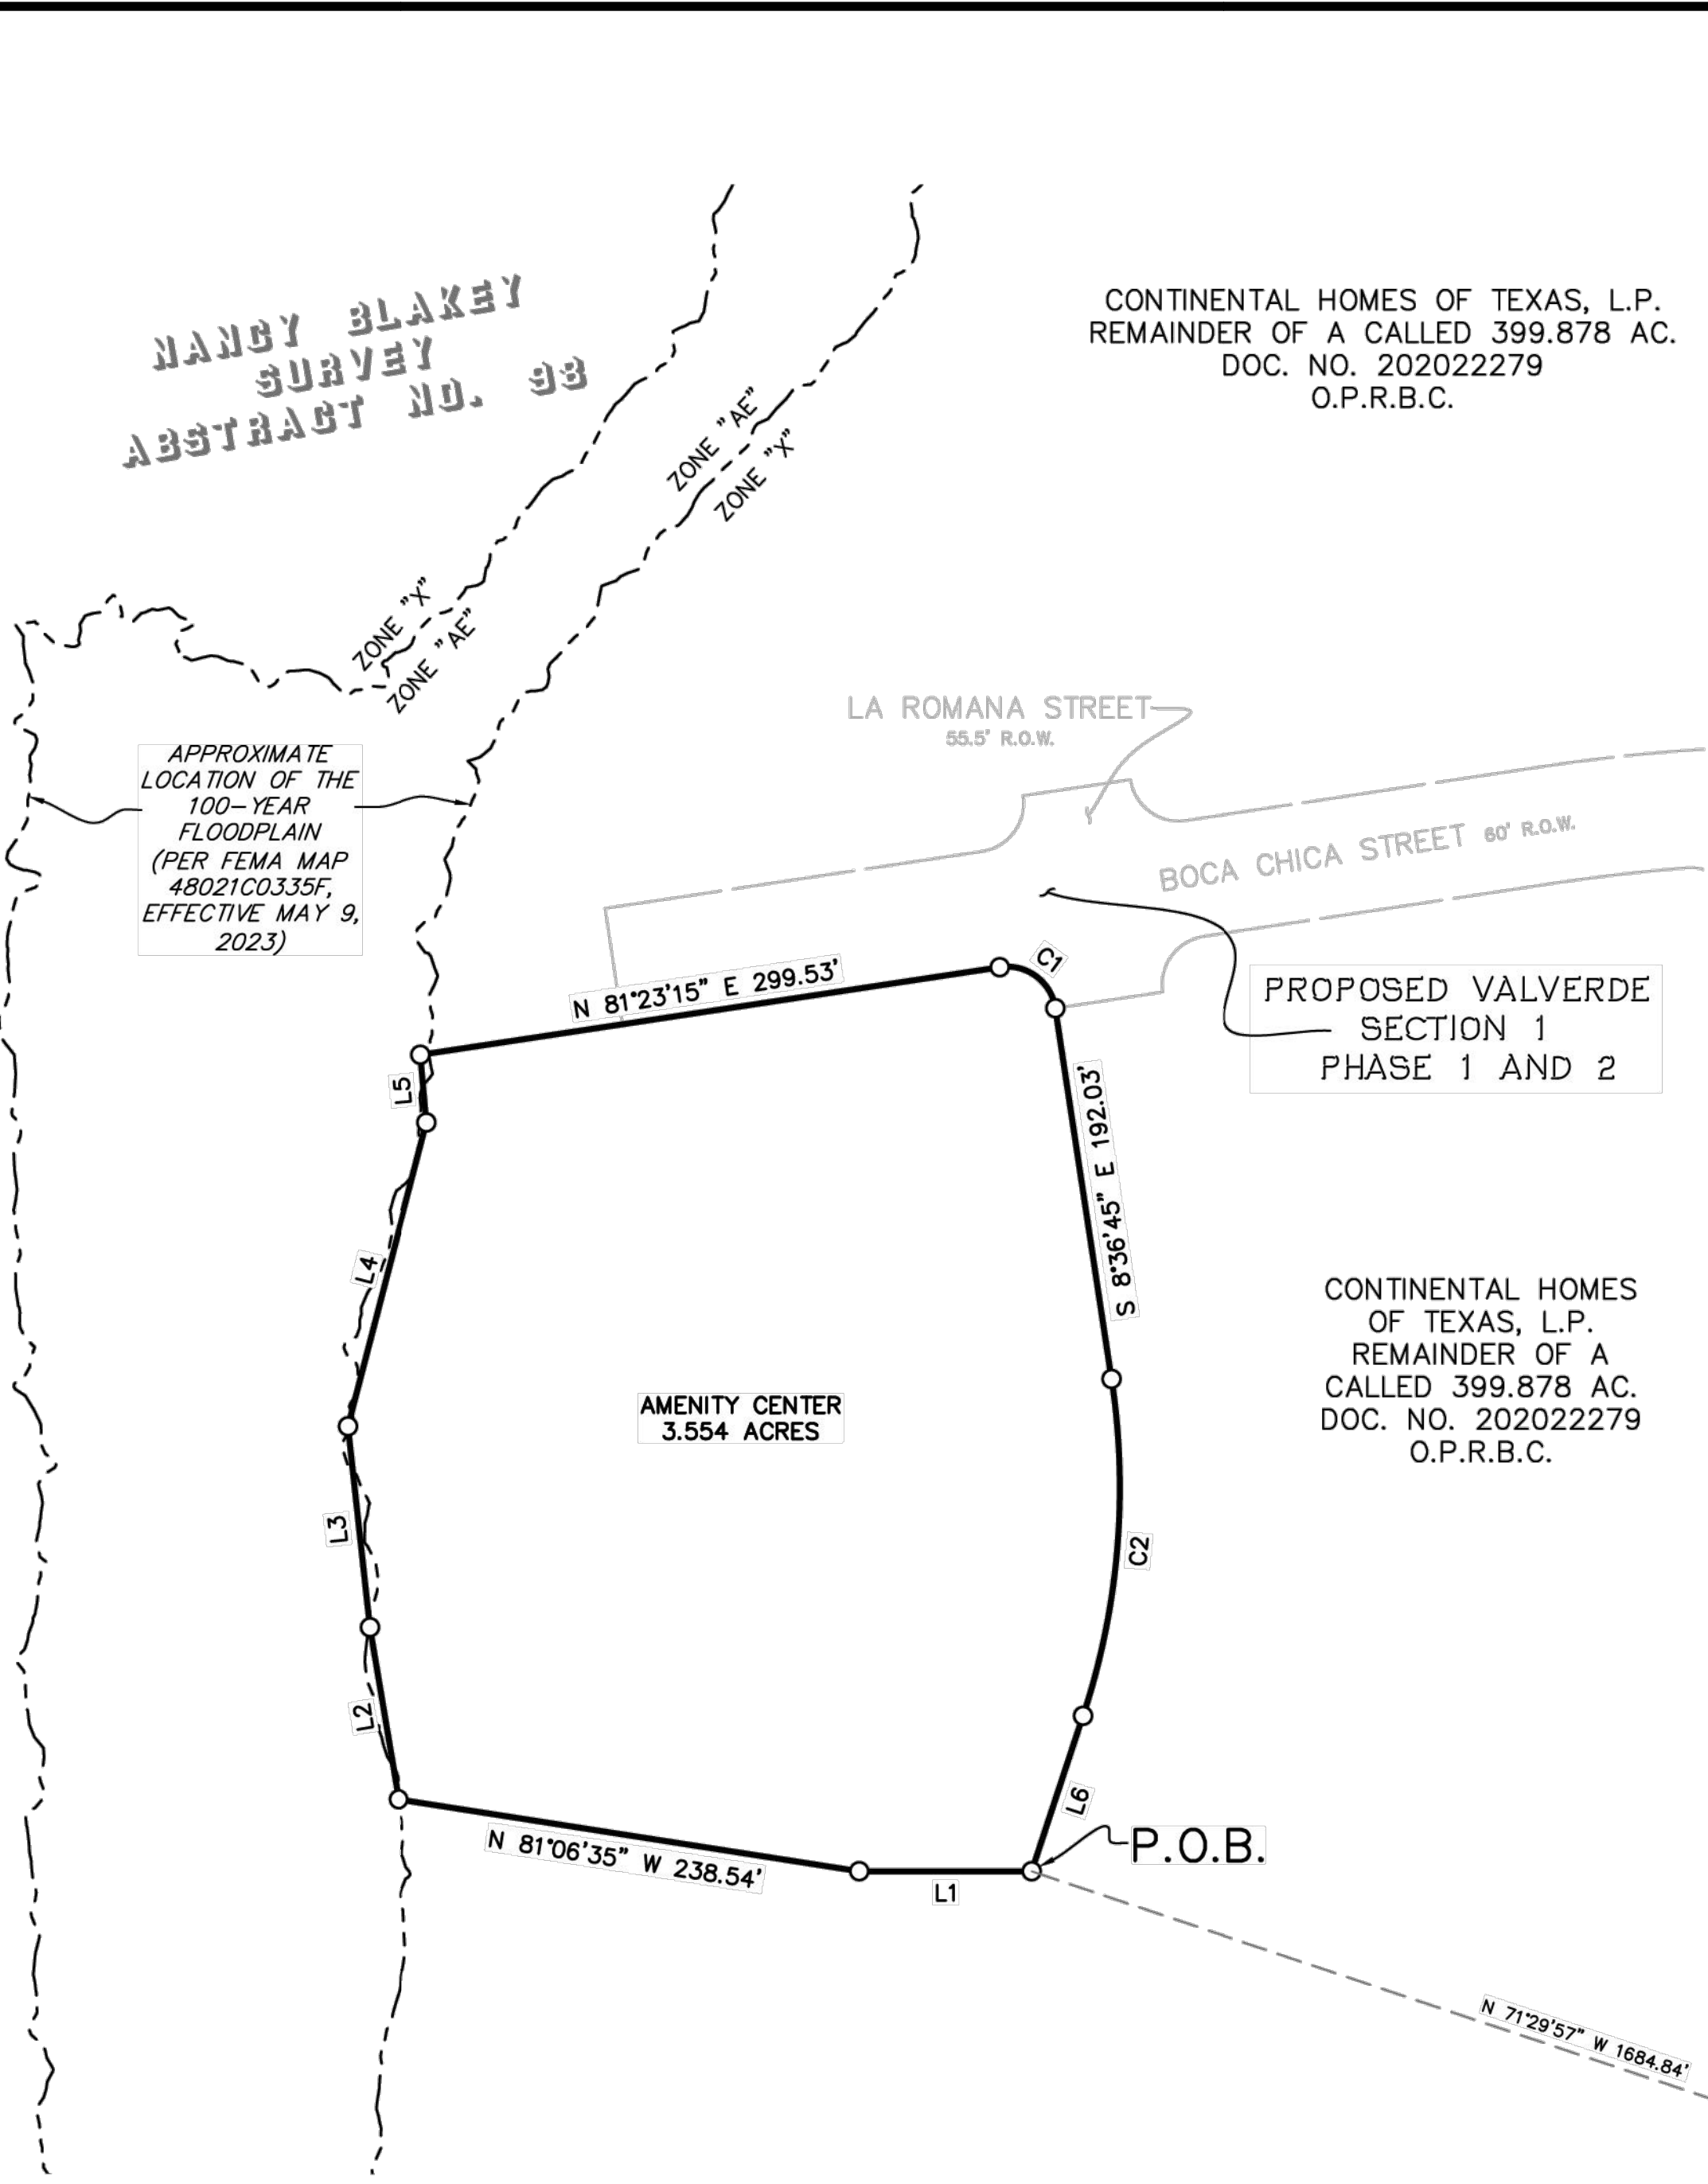 NANCY BLAKEY
SURVEY
ABSTRACT NO. 98
CONTINENTAL HOMES OF TEXAS, L.P.
REMAINDER OF A CALLED 399.878 AC.
DOC. NO. 202022279
O.P.R.B.C.
ZONE "AE"
ZONE "X"
ZONE "X"
ZONE "AE"
LA ROMANA STREET
55.5' R.O.W.
APPROXIMATE
LOCATION OF THE
100-YEAR
FLOODPLAIN
(PER FEMA MAP
48021C0335F,
EFFECTIVE MAY 9,
2023)
BOCA CHICA STREET 60' R.O.W.
N 81°23'15" E 299.53'
C1
PROPOSED VALVERDE
SECTION 1
PHASE 1 AND 2
L5
S 8°36'45" E 192.03'
L4
CONTINENTAL HOMES
OF TEXAS, L.P.
REMAINDER OF A
CALLED 399.878 AC.
DOC. NO. 202022279
O.P.R.B.C.
AMENITY CENTER
3.554 ACRES
L3
C2
L2
L6
P.O.B.
N 81°06'35" W 238.54'
L1
N 71°29'57" W 1684.84'